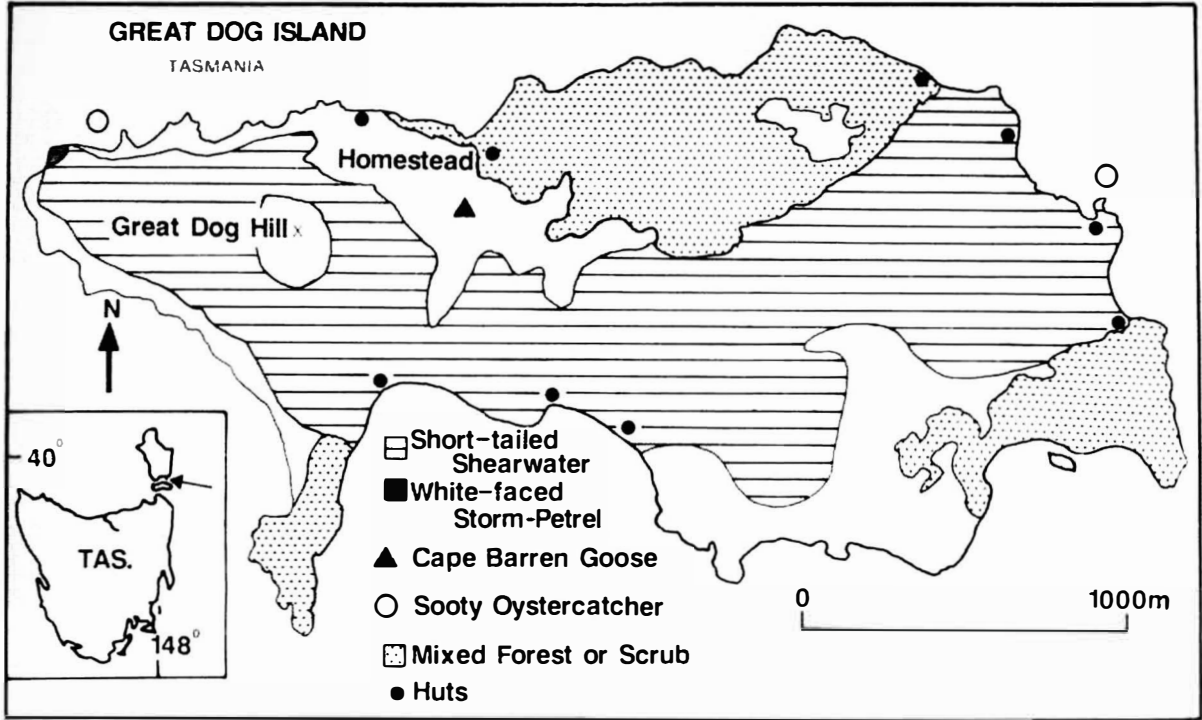 GREAT DOG ISLAND
TASMANIA
Homestead
Great Dog Hill x
N
40°
TAS.
148°
Short-tailed
Shearwater
White-faced
Storm-Petrel
Cape Barren Goose
Sooty Oystercatcher
Mixed Forest or Scrub
Huts
0 1000m